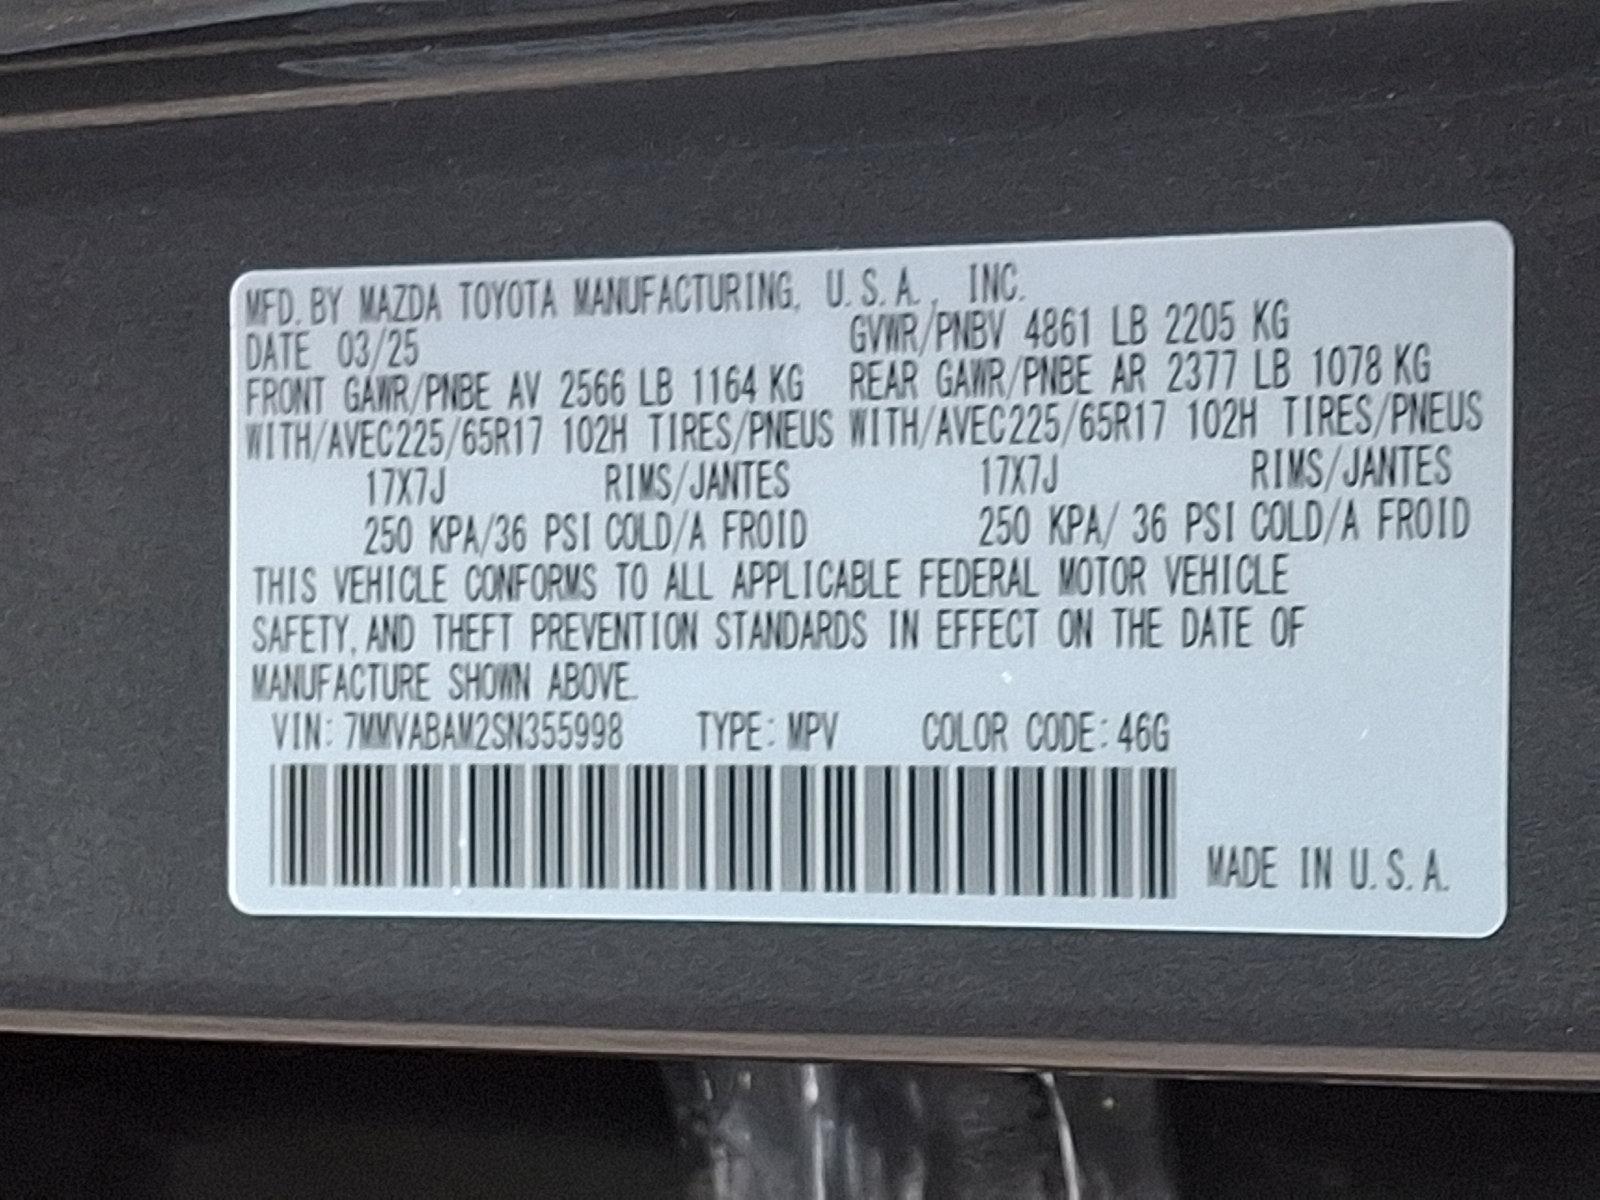 MFD. BY MAZDA TOYOTA MANUFACTURING, U.S.A., INC.
DATE 03/25 GVWR/PNBV 4861 LB 2205 KG
FRONT GAWR/PNBE AV 2566 LB 1164 KG REAR GAWR/PNBE AR 2377 LB 1078 KG
WITH/AVEC225/65R17 102H TIRES/PNEUS WITH/AVEC225/65R17 102H TIRES/PNEUS
17X7J RIMS/JANTES 17X7J RIMS/JANTES
250 KPA/36 PSI COLD/A FROID 250 KPA/ 36 PSI COLD/A FROID
THIS VEHICLE CONFORMS TO ALL APPLICABLE FEDERAL MOTOR VEHICLE
SAFETY, AND THEFT PREVENTION STANDARDS IN EFFECT ON THE DATE OF
MANUFACTURE SHOWN ABOVE.
VIN: 7MMVABAM2SN355998 TYPE: MPV COLOR CODE: 46G
MADE IN U.S.A.